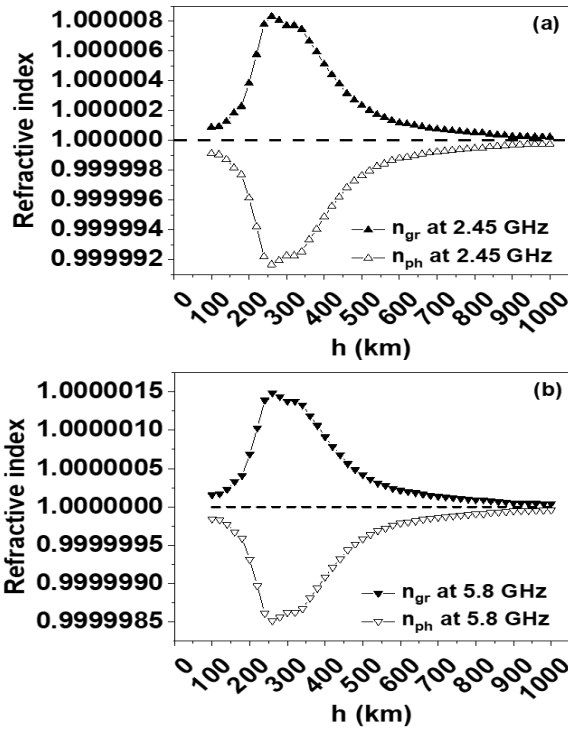 (a)
1.000008
1.000006
1.000004
1.000002
1.000000
0.999998
0.999996
0.999994
0.999992
Refractive index
n_gr at 2.45 GHz
n_ph at 2.45 GHz
0 100 200 300 400 500 600 700 800 900 1000
h (km)
(b)
1.0000015
1.0000010
1.0000005
1.0000000
0.9999995
0.9999990
0.9999985
Refractive index
n_gr at 5.8 GHz
n_ph at 5.8 GHz
0 100 200 300 400 500 600 700 800 900 1000
h (km)